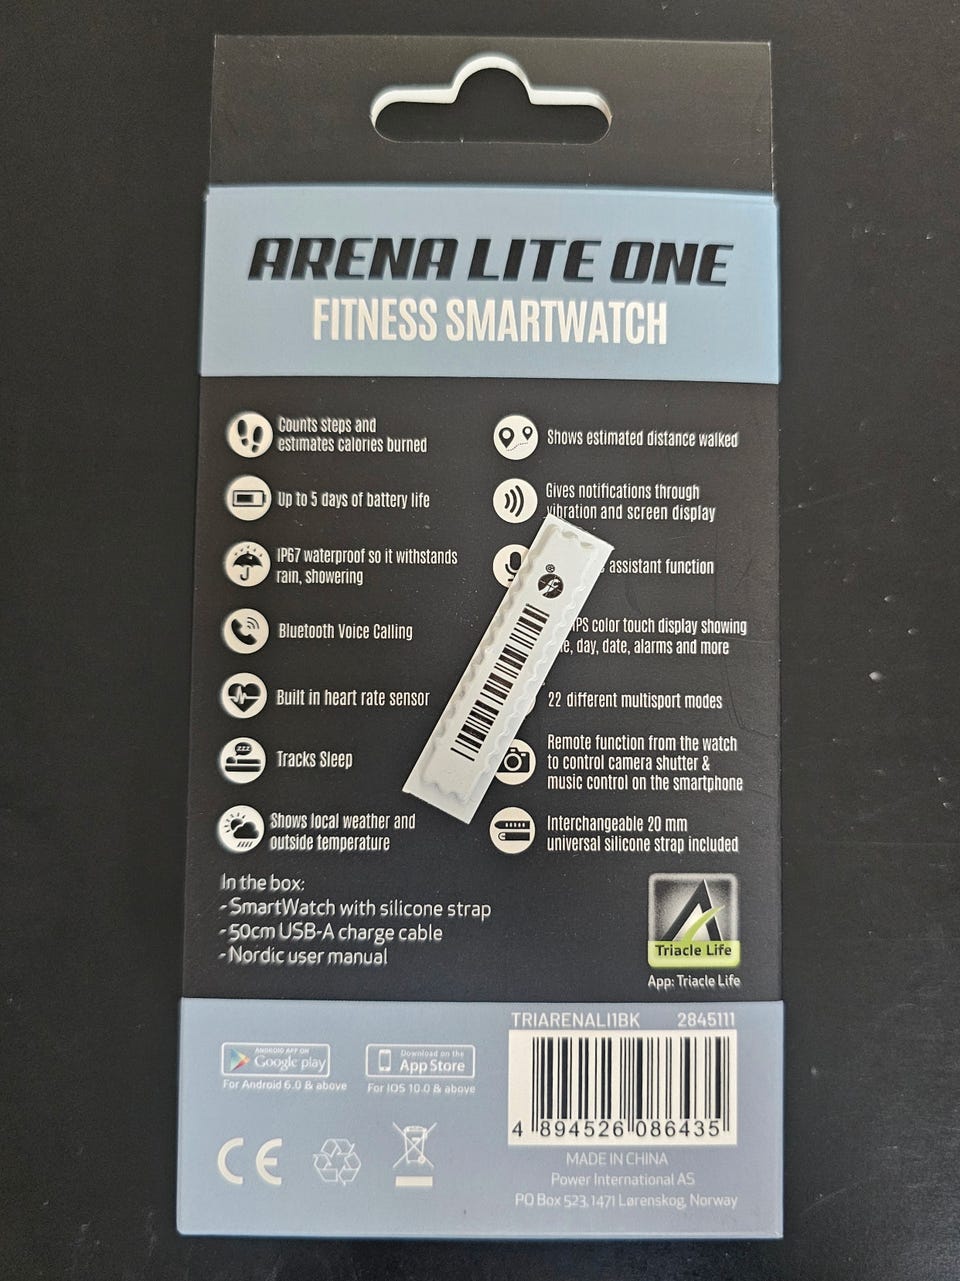 ARENA LITE ONE
FITNESS SMARTWATCH
Counts steps and
estimates calories burned
Up to 5 days of battery life
IP67 waterproof so it withstands
rain, showering
Bluetooth Voice Calling
Built in heart rate sensor
zzz
Tracks Sleep
Shows local weather and
outside temperature
Shows estimated distance walked
Gives notifications through
vibration and screen display
assistant function
IPS color touch display showing
day, date, alarms and more
22 different multisport modes
Remote function from the watch
to control camera shutter &
music control on the smartphone
Interchangeable 20 mm
universal silicone strap included
In the box:
-SmartWatch with silicone strap
-50cm USB-A charge cable
-Nordic user manual
Triacle Life
App: Triacle Life
TRIARENALI1BK 2845111
ANDROID APP ON
Google play
For Android 6.0 & above
Download on the
App Store
For IOS 10.0 & above
4 894526 086435
CE
MADE IN CHINA
Power International AS
PO Box 523, 1471 Lørenskog, Norway